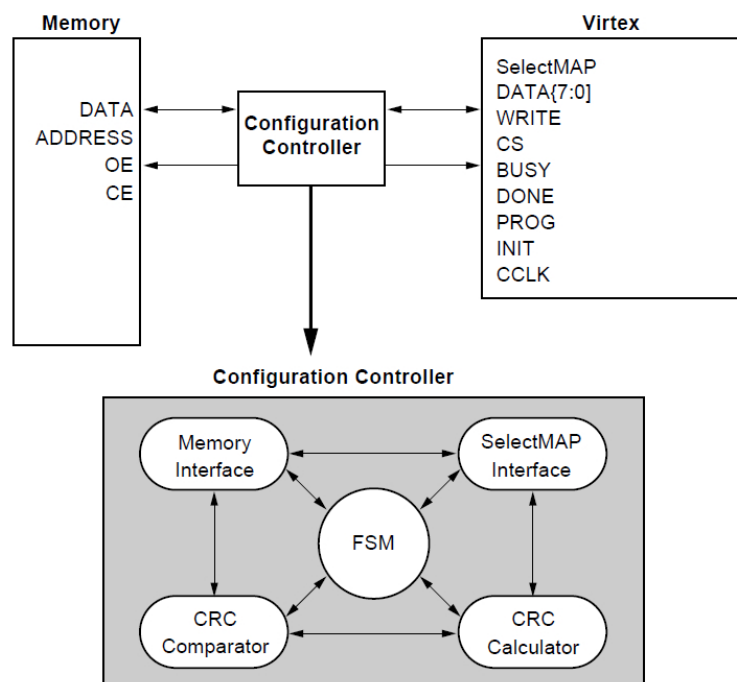 Memory
Virtex
DATA
ADDRESS
OE
CE
Configuration
Controller
SelectMAP
DATA{7:0]
WRITE
CS
BUSY
DONE
PROG
INIT
CCLK
Configuration Controller
Memory
Interface
SelectMAP
Interface
FSM
CRC
Comparator
CRC
Calculator